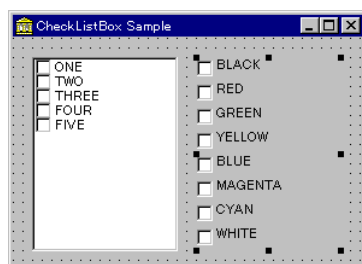 CheckListBox Sample
ONE
TWO
THREE
FOUR
FIVE
BLACK
RED
GREEN
YELLOW
BLUE
MAGENTA
CYAN
WHITE